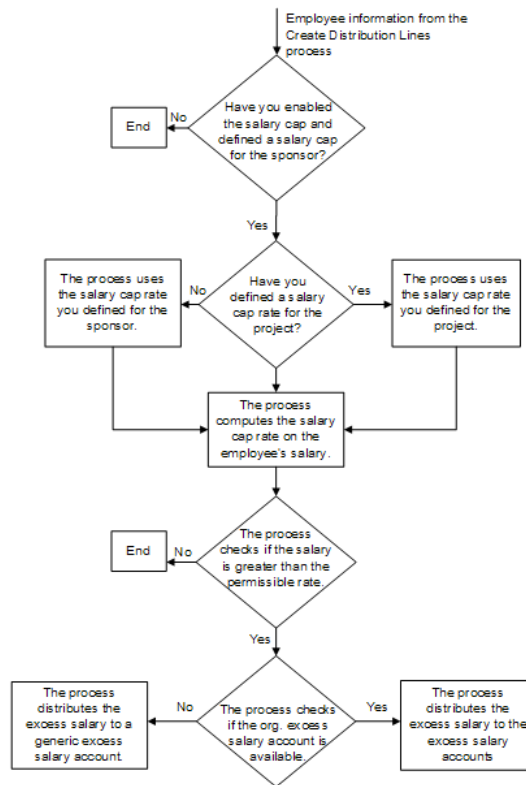 Employee information from the
Create Distribution Lines
process
Have you enabled
the salary cap and
defined a salary cap
for the sponsor?
No
End
Yes
The process uses
the salary cap rate
you defined for the
sponsor.
No
Have you
defined a salary
cap rate for the
project?
Yes
The process uses
the salary cap rate
you defined for the
project.
The process
computes the salary
cap rate on the
employee's salary.
End
No
The process
checks if the salary
is greater than the
permissible rate.
Yes
The process
distributes the
excess salary to a
generic excess
salary account
No
The process checks
if the org. excess
salary account is
available.
Yes
The process
distributes the
excess salary to the
excess salary
accounts